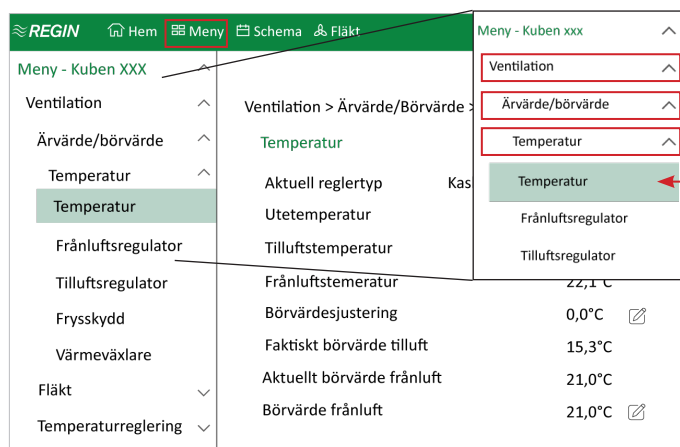 REGIN Hem Meny Schema Fläkt
Meny - Kuben XXX
Ventilation
Ärvärde/börvärde
Temperatur
Temperatur
Frånluftsregulator
Tilluftsregulator
Frysskydd
Värmeväxlare
Fläkt
Temperaturreglering
Ventilation > Ärvärde/Börvärde >
Temperatur
Aktuell reglertyp Kas
Utetemperatur
Tilluftstemperatur
Frånluftstemeratur 22,1°C
Börvärdesjustering 0,0°C
Faktiskt börvärde tilluft 15,3°C
Aktuellt börvärde frånluft 21,0°C
Börvärde frånluft 21,0°C
Meny - Kuben xxx
Ventilation
Ärvärde/börvärde
Temperatur
Temperatur
Frånluftsregulator
Tilluftsregulator